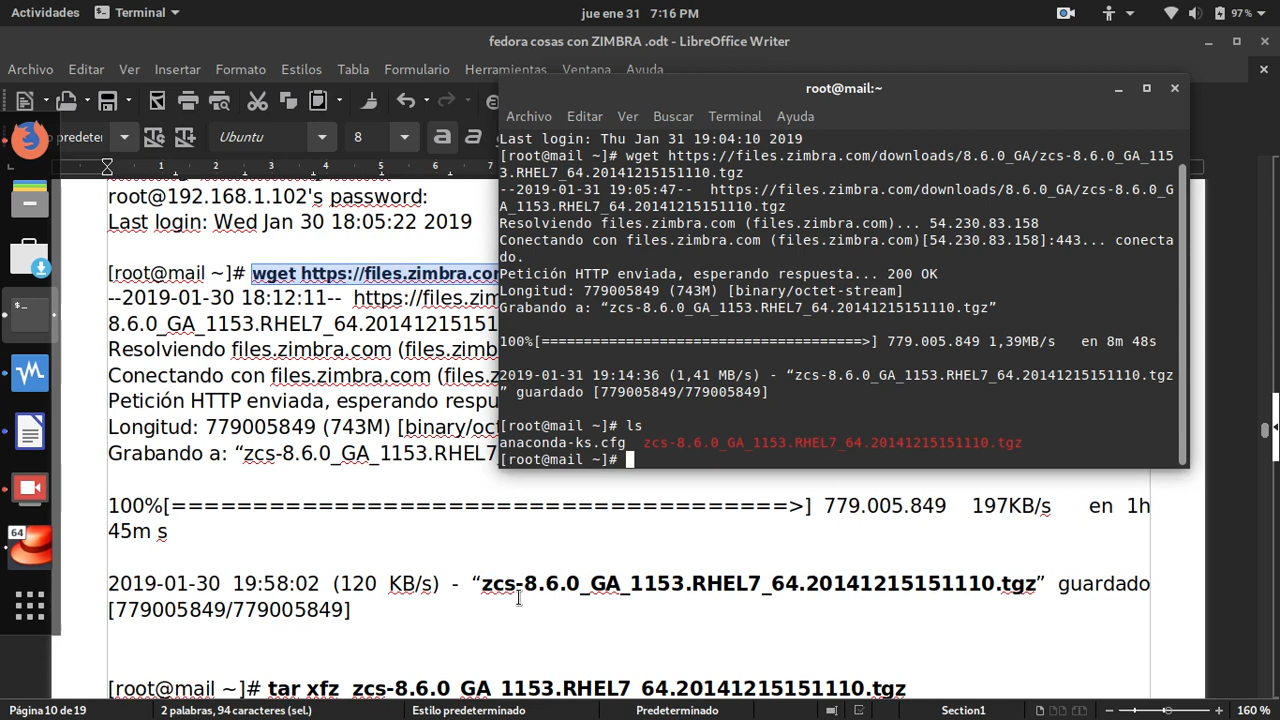 Actividades
Terminal
jue ene 31 7:16 PM
97%
fedora cosas con ZIMBRA .odt - LibreOffice Writer
Archivo Editar Ver Insertar Formato Estilos Tabla Formulario Herramientas Ventana Ayuda
Ubuntu
8
a a
1 2 3 4 5 6 7
root@192.168.1.102's password:
Last login: Wed Jan 30 18:05:22 2019
[root@mail ~]# wget https://files.zimbra.com
--2019-01-30 18:12:11-- https://files.zim
8.6.0_GA_1153.RHEL7_64.20141215151
Resolviendo files.zimbra.com (files.zimb
Conectando con files.zimbra.com (files.z
Petición HTTP enviada, esperando respu
Longitud: 779005849 (743M) [binary/oct
Grabando a: “zcs-8.6.0_GA_1153.RHEL7_
100%[======================================>] 779.005.849 197KB/s en 1h
45m s
2019-01-30 19:58:02 (120 KB/s) - “zcs-8.6.0_GA_1153.RHEL7_64.20141215151110.tgz” guardado
[779005849/779005849]
[root@mail ~]# tar xfz zcs-8.6.0_GA_1153.RHEL7_64.20141215151110.tgz
root@mail:~
Archivo Editar Ver Buscar Terminal Ayuda
Last login: Thu Jan 31 19:04:10 2019
[root@mail ~]# wget https://files.zimbra.com/downloads/8.6.0_GA/zcs-8.6.0_GA_115
3.RHEL7_64.20141215151110.tgz
--2019-01-31 19:05:47-- https://files.zimbra.com/downloads/8.6.0_GA/zcs-8.6.0_G
A_1153.RHEL7_64.20141215151110.tgz
Resolviendo files.zimbra.com (files.zimbra.com)... 54.230.83.158
Conectando con files.zimbra.com (files.zimbra.com)[54.230.83.158]:443... conecta
do.
Petición HTTP enviada, esperando respuesta... 200 OK
Longitud: 779005849 (743M) [binary/octet-stream]
Grabando a: “zcs-8.6.0_GA_1153.RHEL7_64.20141215151110.tgz”
100%[======================================>] 779.005.849 1,39MB/s en 8m 48s
2019-01-31 19:14:36 (1,41 MB/s) - “zcs-8.6.0_GA_1153.RHEL7_64.20141215151110.tgz
” guardado [779005849/779005849]
[root@mail ~]# ls
anaconda-ks.cfg zcs-8.6.0_GA_1153.RHEL7_64.20141215151110.tgz
[root@mail ~]#
64
Página 10 de 19
2 palabras, 94 caracteres (sel.)
Estilo predeterminado
Predeterminado
Section1
160 %